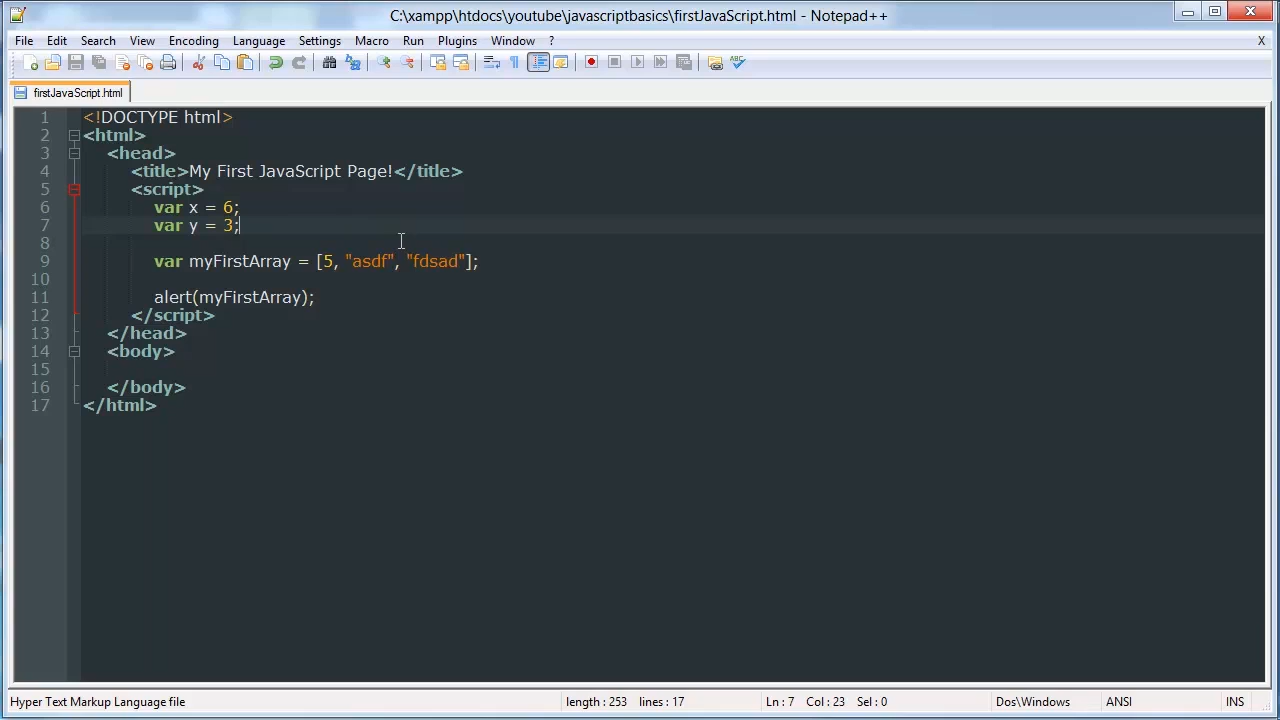 C:\xampp\htdocs\youtube\javascriptbasics\firstJavaScript.html - Notepad++
File Edit Search View Encoding Language Settings Macro Run Plugins Window ? X
firstJavaScript.html
1 <!DOCTYPE html>
2 <html>
3 <head>
4 <title>My First JavaScript Page!</title>
5 <script>
6 var x = 6;
7 var y = 3;
8
9 var myFirstArray = [5, "asdf", "fdsad"];
10
11 alert(myFirstArray);
12 </script>
13 </head>
14 <body>
15
16 </body>
17 </html>
Hyper Text Markup Language file length : 253 lines : 17 Ln : 7 Col : 23 Sel : 0 Dos\Windows ANSI INS